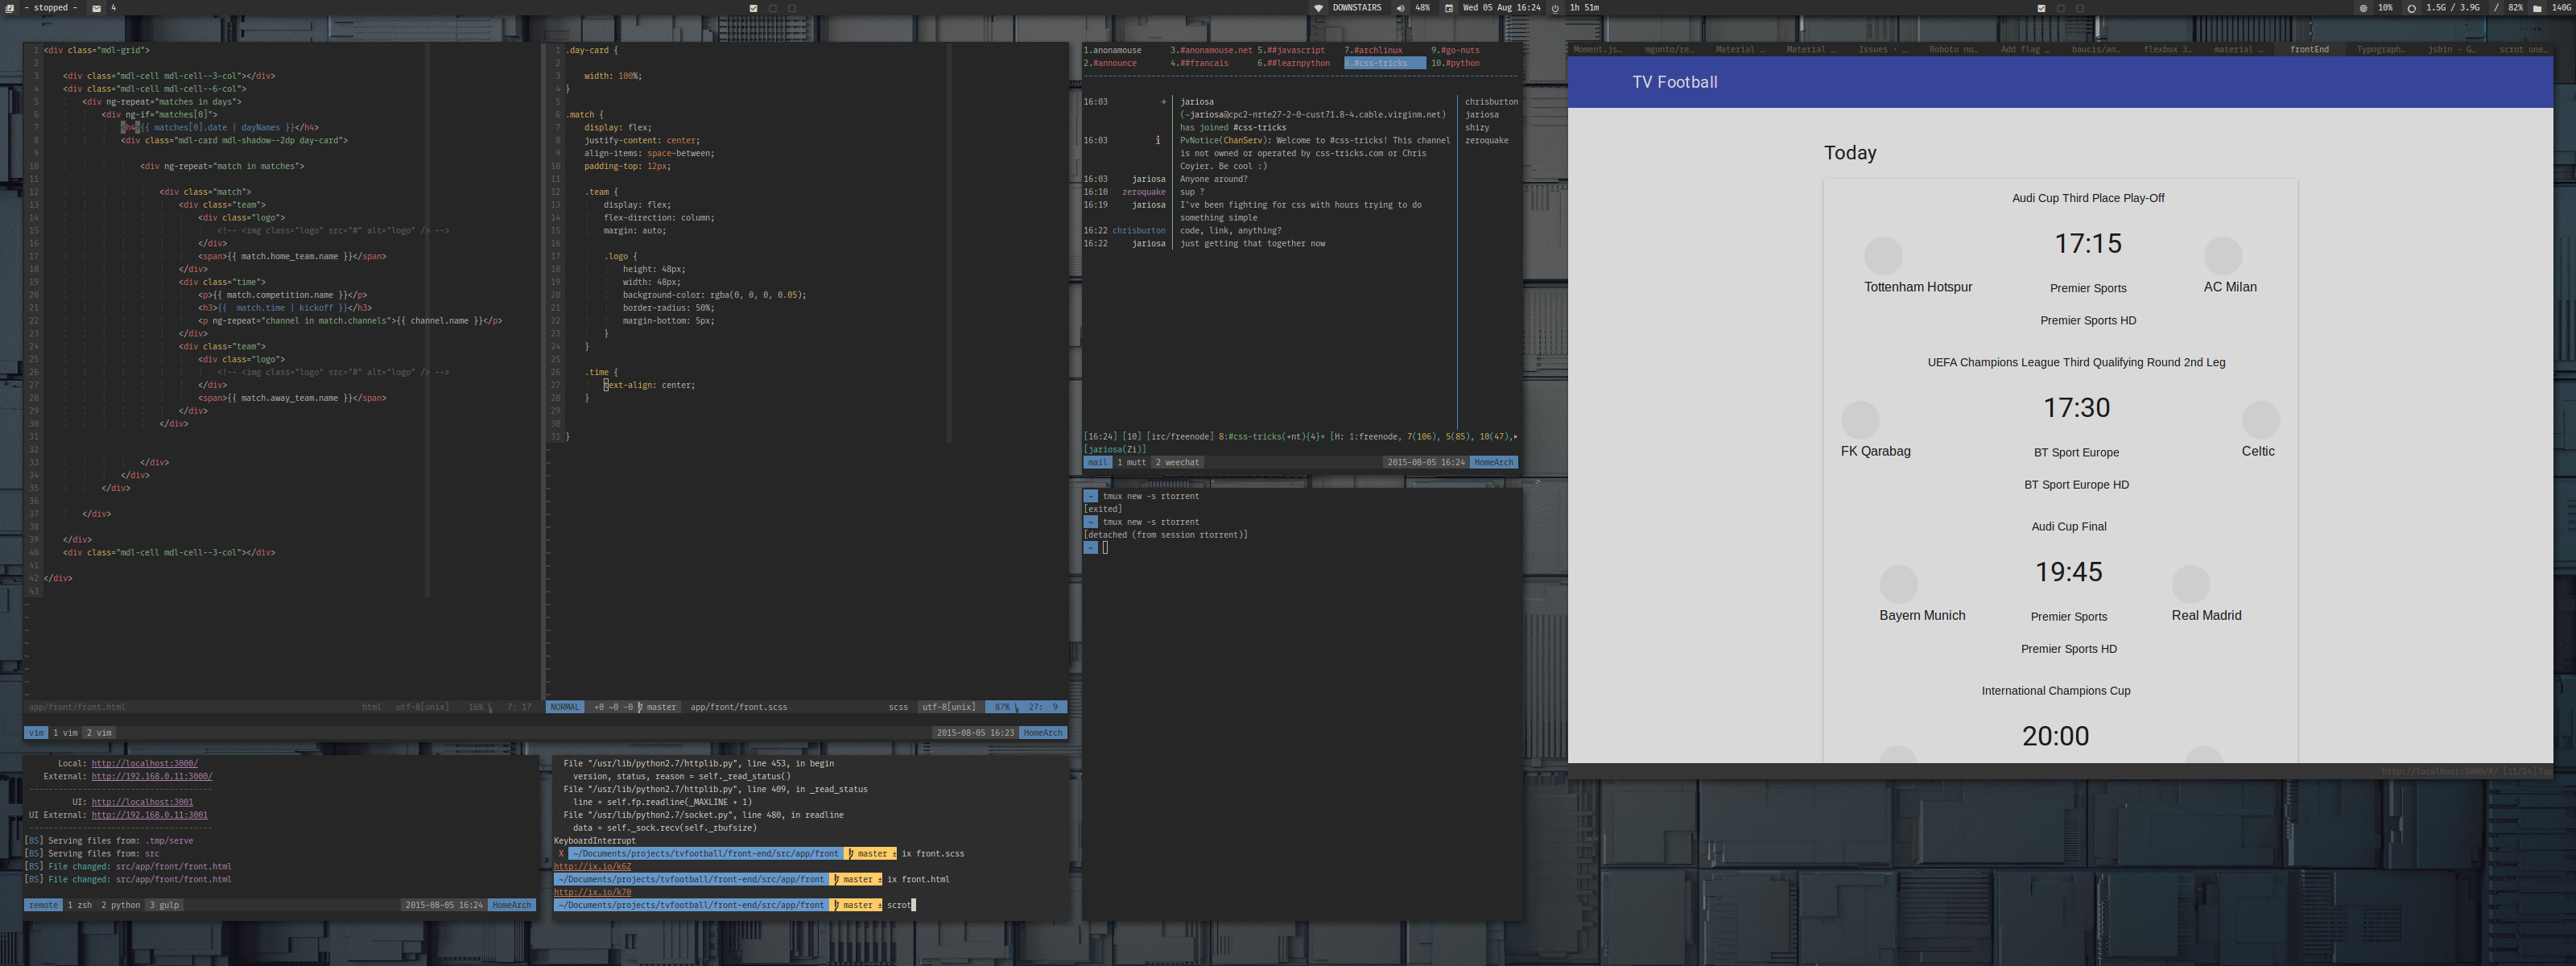 - stopped -
4
DOWNSTAIRS
48%
Wed 05 Aug 16:24
1h 51m
10%
1.5G / 3.9G
/ 82%
140G
1 <div class="mdl-grid">
2
3 <div class="mdl-cell mdl-cell--3-col"></div>
4 <div class="mdl-cell mdl-cell--6-col">
5 <div ng-repeat="matches in days">
6 <div ng-if="matches[0]">
7 <h4>{{ matches[0].date | dayNames }}</h4>
8 <div class="mdl-card mdl-shadow--2dp day-card">
9
10 <div ng-repeat="match in matches">
11
12 <div class="match">
13 <div class="team">
14 <div class="logo">
15 <!-- <img class="logo" src="#" alt="logo" /> -->
16 </div>
17 <span>{{ match.home_team.name }}</span>
18 </div>
19 <div class="time">
20 <p>{{ match.competition.name }}</p>
21 <h3>{{  match.time | kickoff }}</h3>
22 <p ng-repeat="channel in match.channels">{{ channel.name }}</p>
23 </div>
24 <div class="team">
25 <div class="logo">
26 <!-- <img class="logo" src="#" alt="logo" /> -->
27 </div>
28 <span>{{ match.away_team.name }}</span>
29 </div>
30 </div>
31
32
33 </div>
34 </div>
35 </div>
36
37 </div>
38
39 </div>
40 <div class="mdl-cell mdl-cell--3-col"></div>
41
42 </div>
43
app/front/front.html
html utf-8[unix] 16% 7: 17
1 .day-card {
2
3 width: 100%;
4 }
5
6 .match {
7 display: flex;
8 justify-content: center;
9 align-items: space-between;
10 padding-top: 12px;
11
12 .team {
13 display: flex;
14 flex-direction: column;
15 margin: auto;
16
17 .logo {
18 height: 48px;
19 width: 48px;
20 background-color: rgba(0, 0, 0, 0.05);
21 border-radius: 50%;
22 margin-bottom: 5px;
23 }
24 }
25
26 .time {
27 text-align: center;
28 }
29
30
31 }
NORMAL +0 ~0 -0 master app/front/front.scss
scss utf-8[unix] 87% 27: 9
vim 1 vim 2 vim
2015-08-05 16:23 HomeArch
Local: http://localhost:3000/
External: http://192.168.0.11:3000/
-------------------------------------
UI: http://localhost:3001
UI External: http://192.168.0.11:3001
-------------------------------------
[BS] Serving files from: .tmp/serve
[BS] Serving files from: src
[BS] File changed: src/app/front/front.html
[BS] File changed: src/app/front/front.html
remote 1 zsh 2 python 3 gulp
2015-08-05 16:24 HomeArch
File "/usr/lib/python2.7/httplib.py", line 453, in begin
version, status, reason = self._read_status()
File "/usr/lib/python2.7/httplib.py", line 409, in _read_status
line = self.fp.readline(_MAXLINE + 1)
File "/usr/lib/python2.7/socket.py", line 480, in readline
data = self._sock.recv(self._rbufsize)
KeyboardInterrupt
X ~/Documents/projects/tvfootball/front-end/src/app/front master ± ix front.scss
http://ix.io/k6Z
~/Documents/projects/tvfootball/front-end/src/app/front master ± ix front.html
http://ix.io/k70
~/Documents/projects/tvfootball/front-end/src/app/front master ± scrot
1.anonamouse 3.#anonamouse.net 5.##javascript 7.#archlinux 9.#go-nuts
2.#announce 4.##francais 6.##learnpython 8.#css-tricks 10.#python
16:03 → jariosa
(~jariosa@cpc2-nrte27-2-0-cust71.8-4.cable.virginm.net)
has joined #css-tricks
16:03 i PvNotice(ChanServ): Welcome to #css-tricks! This channel
is not owned or operated by css-tricks.com or Chris
Coyier. Be cool :)
16:03 jariosa Anyone around?
16:10 zeroquake sup ?
16:19 jariosa I've been fighting for css with hours trying to do
something simple
16:22 chrisburton code, link, anything?
16:22 jariosa just getting that together now
chrisburton
jariosa
shizy
zeroquake
[16:24] [10] [irc/freenode] 8:#css-tricks(+nt){4}+ [H: 1:freenode, 7(106), 5(85), 10(47),
[jariosa(Zi)]
mail 1 mutt 2 weechat
2015-08-05 16:24 HomeArch
~ tmux new -s rtorrent
[exited]
~ tmux new -s rtorrent
[detached (from session rtorrent)]
~
Moment.js… mgonto/re… Material … Material … Issues · … Roboto no… Add flag … baucis/an… flexbox 3… material … frontEnd Typograph… jsbin - G… scrot one…
TV Football
Today
Audi Cup Third Place Play-Off
17:15
Tottenham Hotspur
AC Milan
Premier Sports
Premier Sports HD
UEFA Champions League Third Qualifying Round 2nd Leg
17:30
FK Qarabag
Celtic
BT Sport Europe
BT Sport Europe HD
Audi Cup Final
19:45
Bayern Munich
Real Madrid
Premier Sports
Premier Sports HD
International Champions Cup
20:00
http://localhost:3000/#/ [11/14]Top